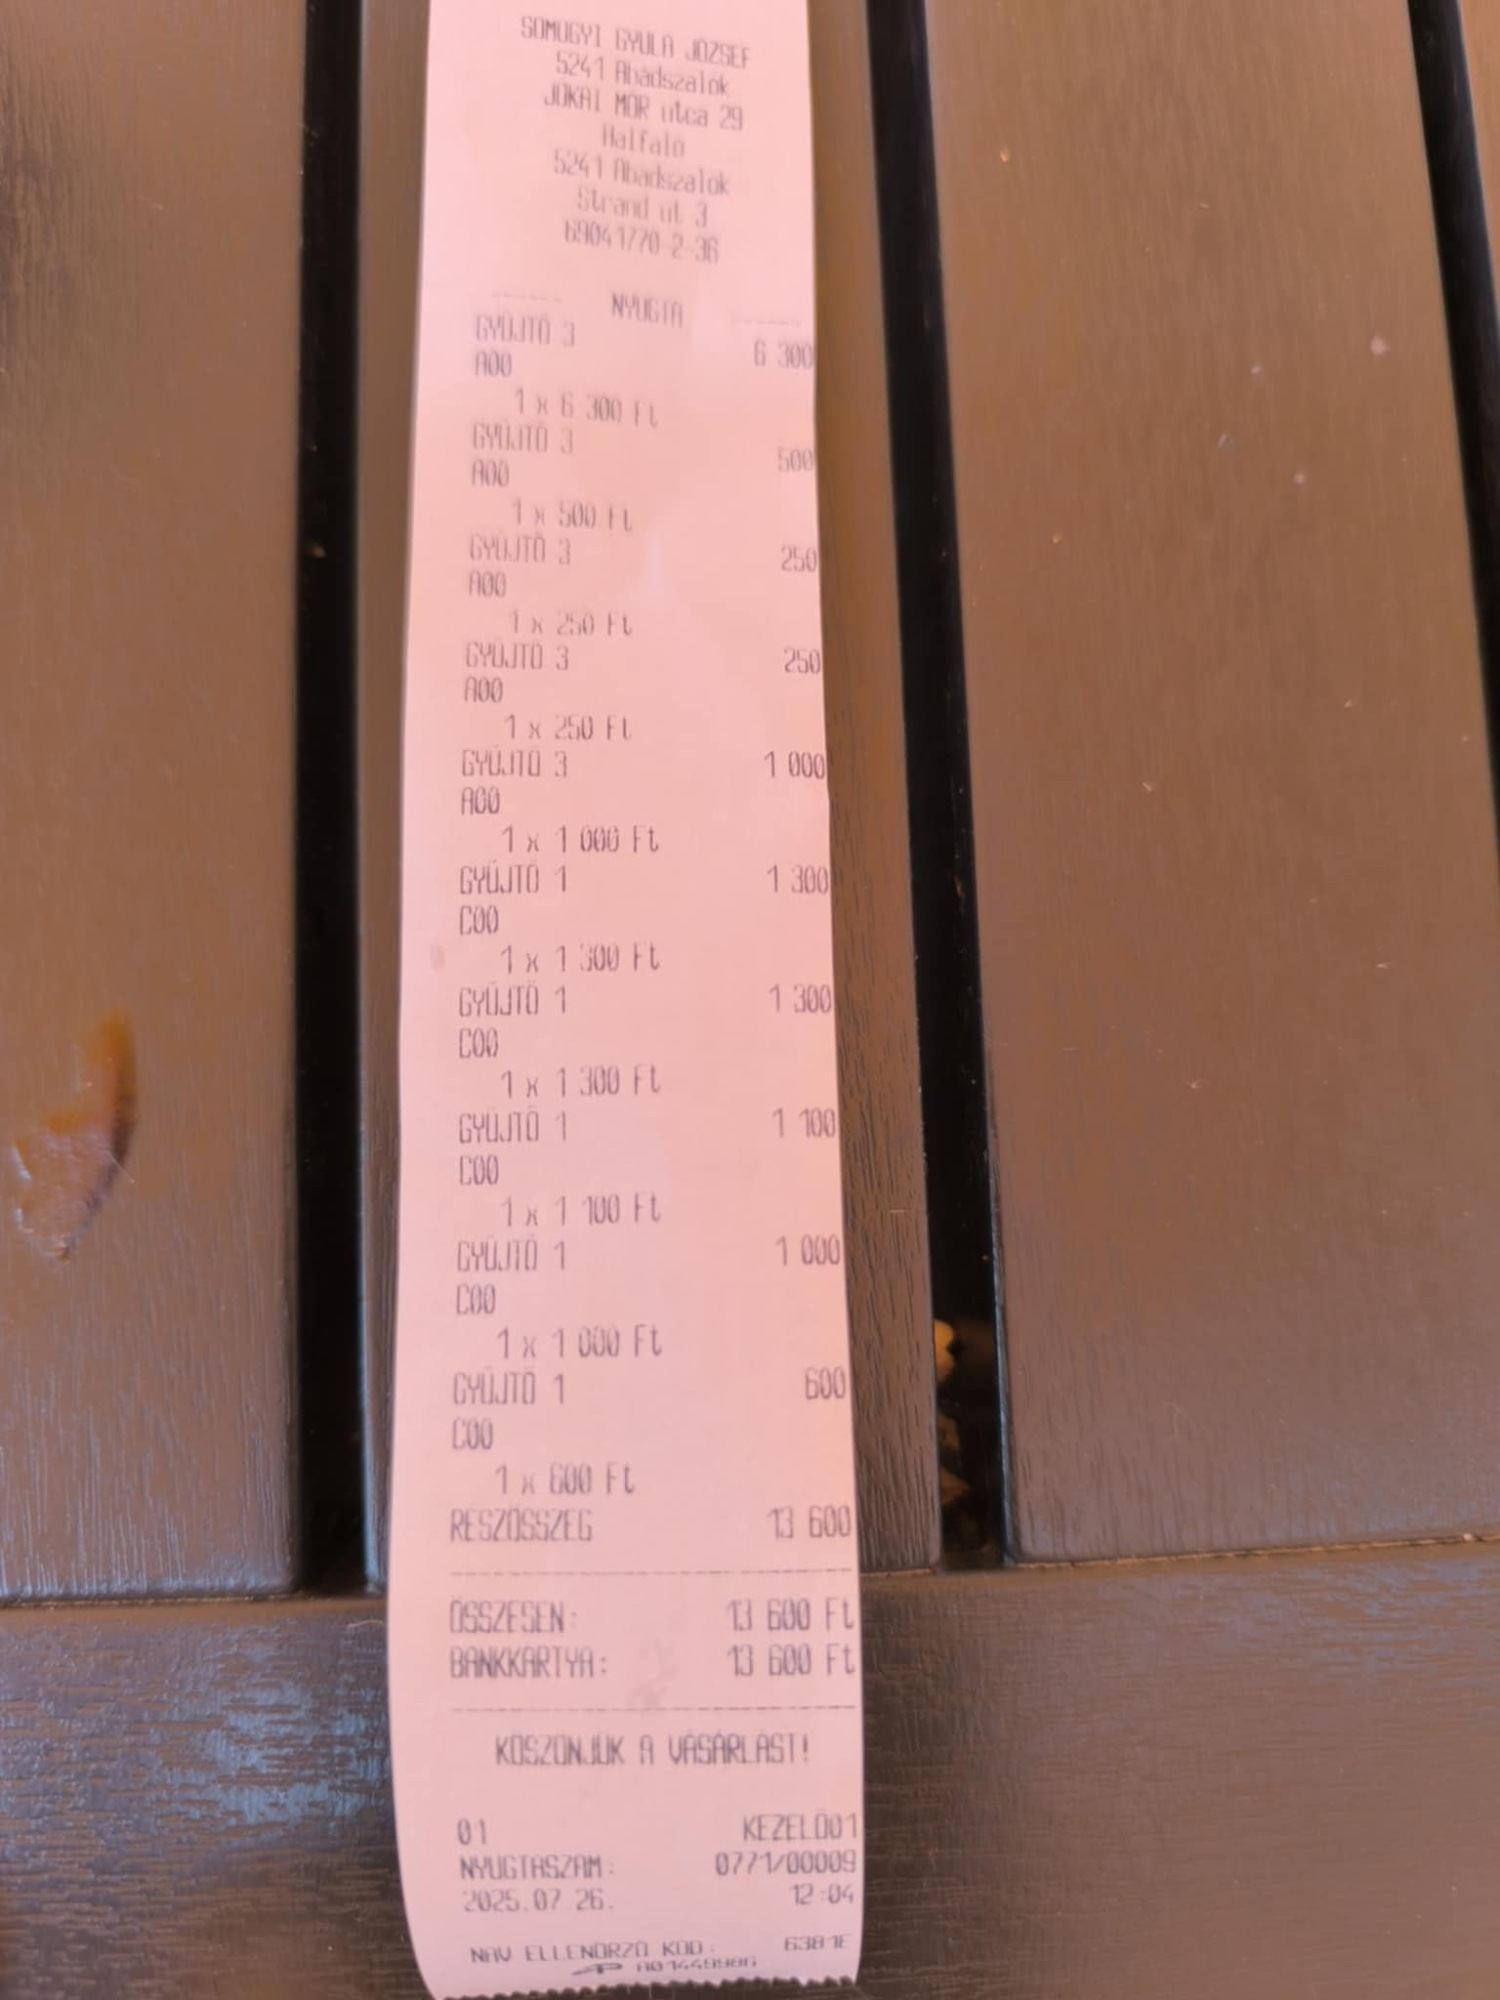 SOMOGYI GYULA JÓZSEF
5241 Abádszalók
JÓKAI MÓR utca 29
Halfaló
5241 Abádszalók
Strand út 3
69041770-2-36
------ NYUGTA ------
GYŰJTŐ 3 6 300
A00
1 x 6 300 Ft
GYŰJTŐ 3 500
A00
1 x 500 Ft
GYŰJTŐ 3 250
A00
1 x 250 Ft
GYŰJTŐ 3 250
A00
1 x 250 Ft
GYŰJTŐ 3 1 000
A00
1 x 1 000 Ft
GYŰJTŐ 1 1 300
C00
1 x 1 300 Ft
GYŰJTŐ 1 1 300
C00
1 x 1 300 Ft
GYŰJTŐ 1 1 100
C00
1 x 1 100 Ft
GYŰJTŐ 1 1 000
C00
1 x 1 000 Ft
GYŰJTŐ 1 600
C00
1 x 600 Ft
RÉSZÖSSZEG 13 600
ÖSSZESEN: 13 600 Ft
BANKKÁRTYA: 13 600 Ft
KÖSZÖNJÜK A VÁSÁRLÁST!
01 KEZELŐ01
NYUGTASZÁM: 0771/00009
2025.07.26. 12:04
NAV ELLENŐRZŐ KÓD: 6381E
AP A01449986